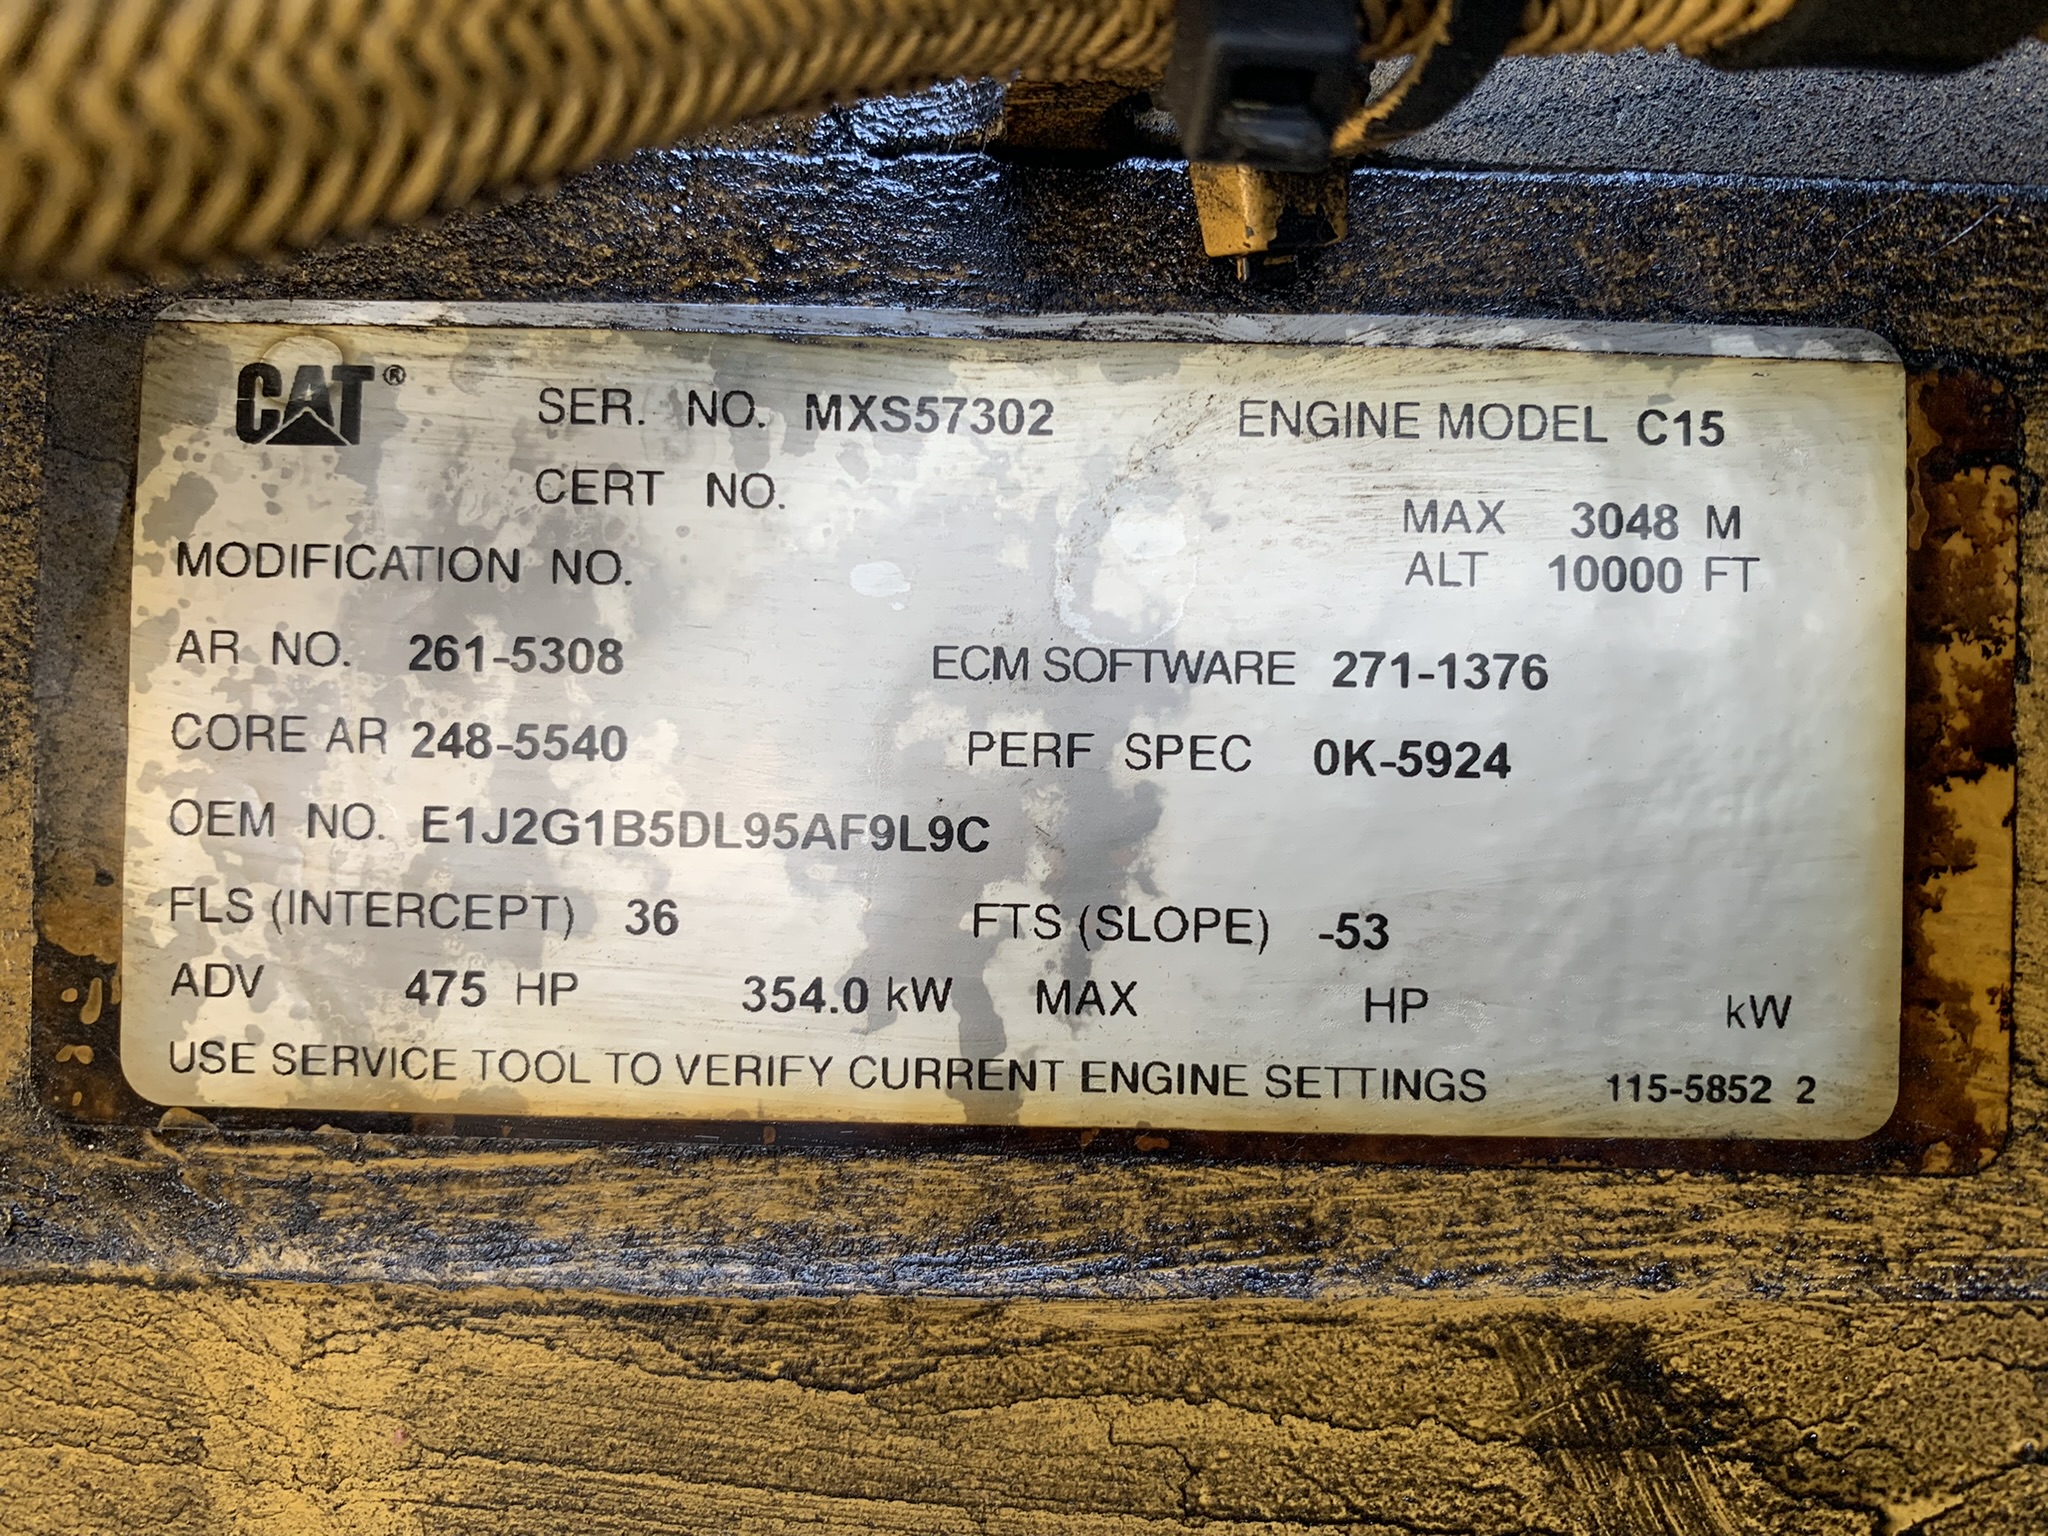 CAT® SER. NO. MXS57302 ENGINE MODEL C15
CERT NO. MAX 3048 M
MODIFICATION NO. ALT 10000 FT
AR NO. 261-5308 ECM SOFTWARE 271-1376
CORE AR 248-5540 PERF SPEC 0K-5924
OEM NO. E1J2G1B5DL95AF9L9C
FLS (INTERCEPT) 36 FTS (SLOPE) -53
ADV 475 HP 354.0 kW MAX HP kW
USE SERVICE TOOL TO VERIFY CURRENT ENGINE SETTINGS 115-5852 2